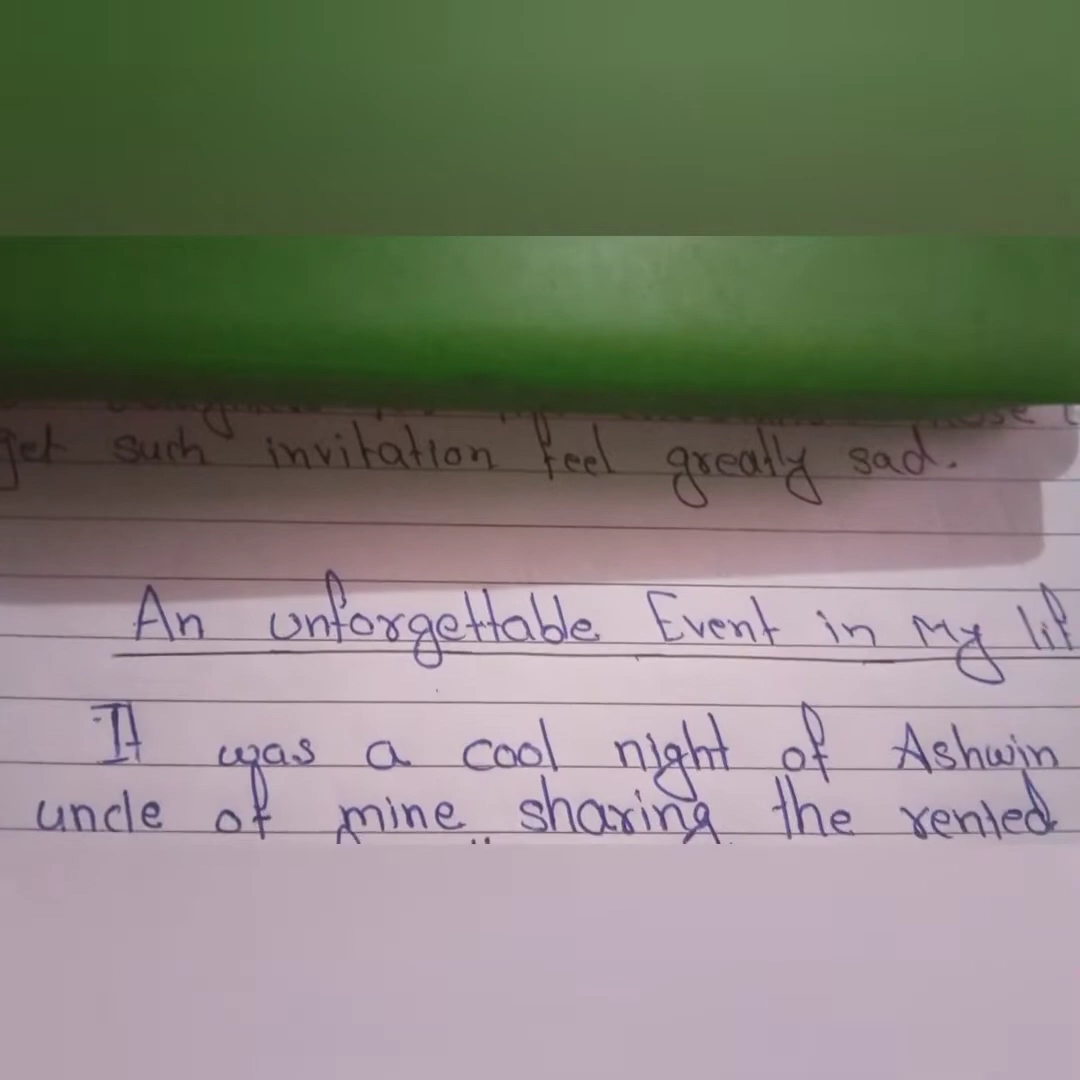 get such invitation feel greatly sad.
An unforgettable Event in My lif
It was a cool night of Ashwin
uncle of mine sharing the rented